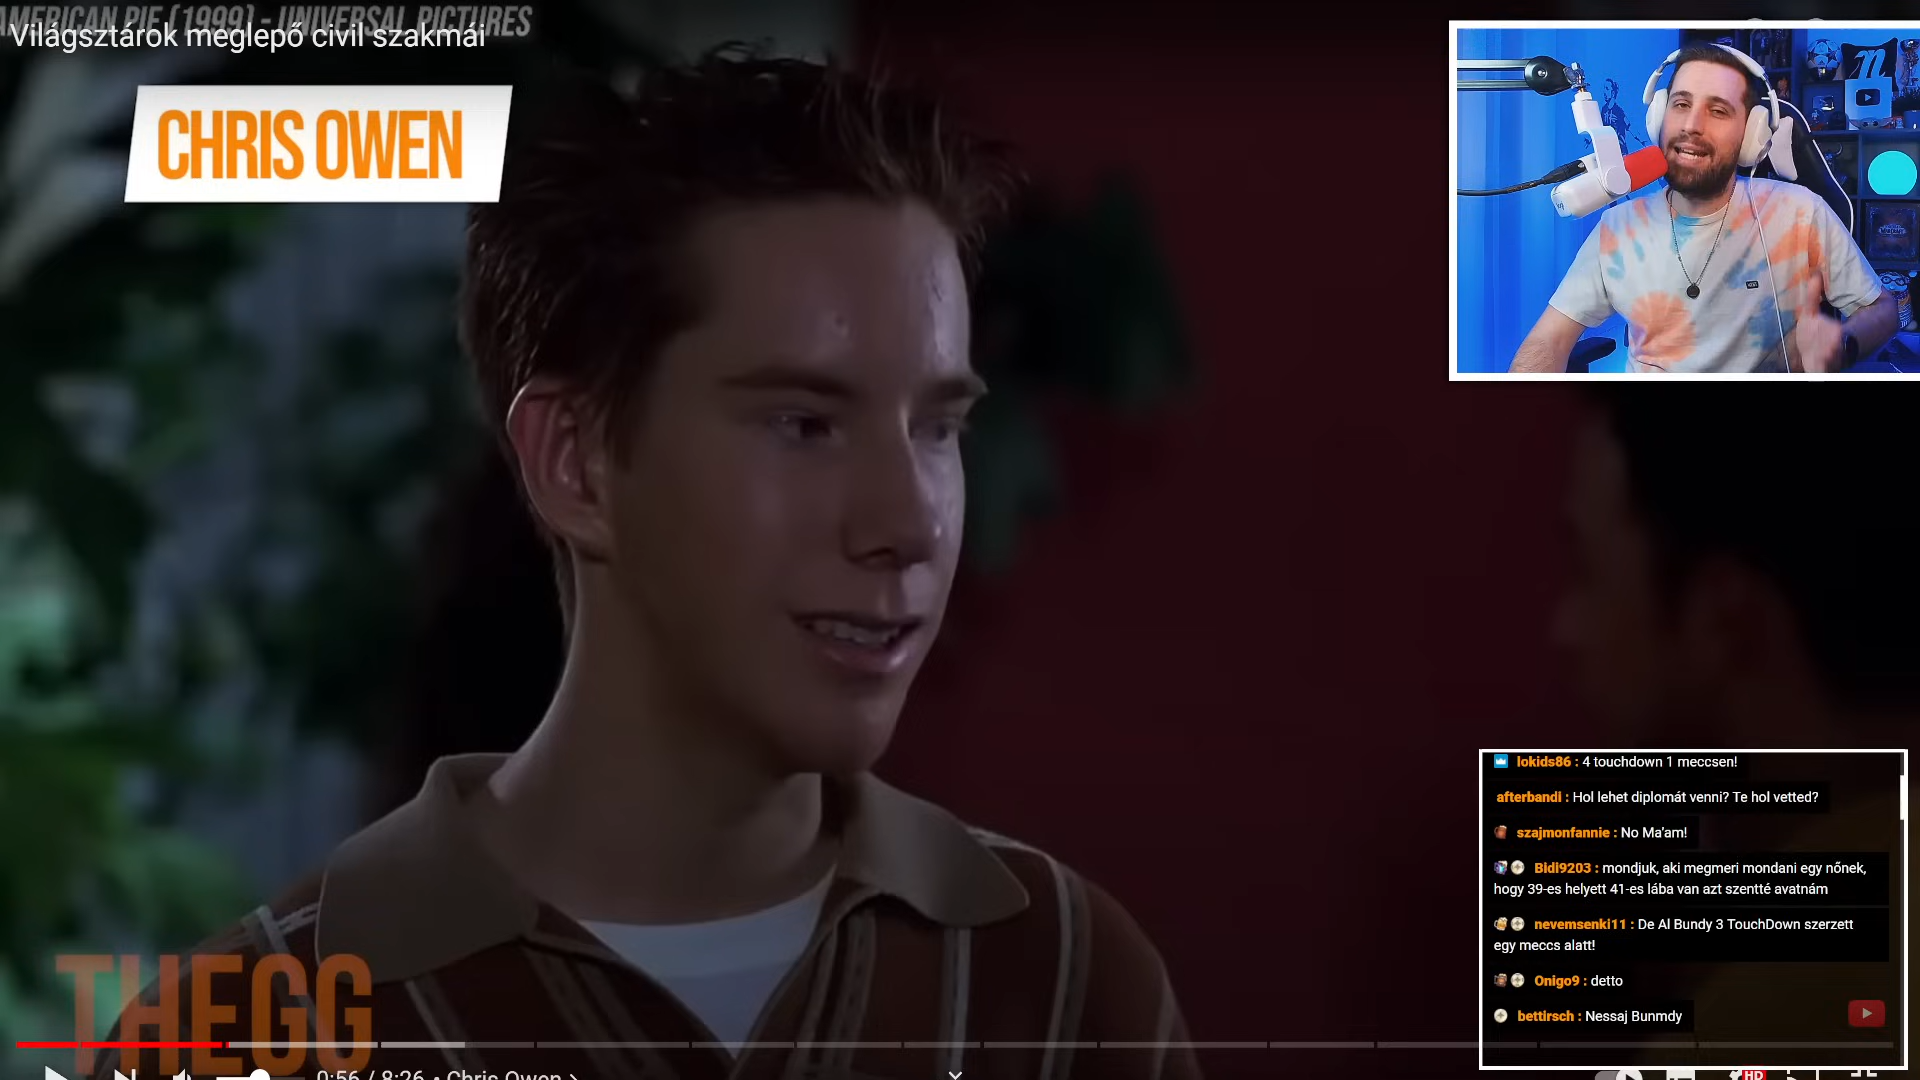 AMERICAN PIE (1999) - UNIVERSAL PICTURES
Világsztárok meglepő civil szakmái
CHRIS OWEN
lokids86 : 4 touchdown 1 meccsen!
afterbandi : Hol lehet diplomát venni? Te hol vetted?
szajmonfannie : No Ma'am!
Bidi9203 : mondjuk, aki megmeri mondani egy nőnek,
hogy 39-es helyett 41-es lába van azt szentté avatnám
nevemsenki11 : De Al Bundy 3 TouchDown szerzett
egy meccs alatt!
Onigo9 : detto
bettirsch : Nessaj Bunmdy
THEGG
0:56 / 8:26 • Chris Owen
HD